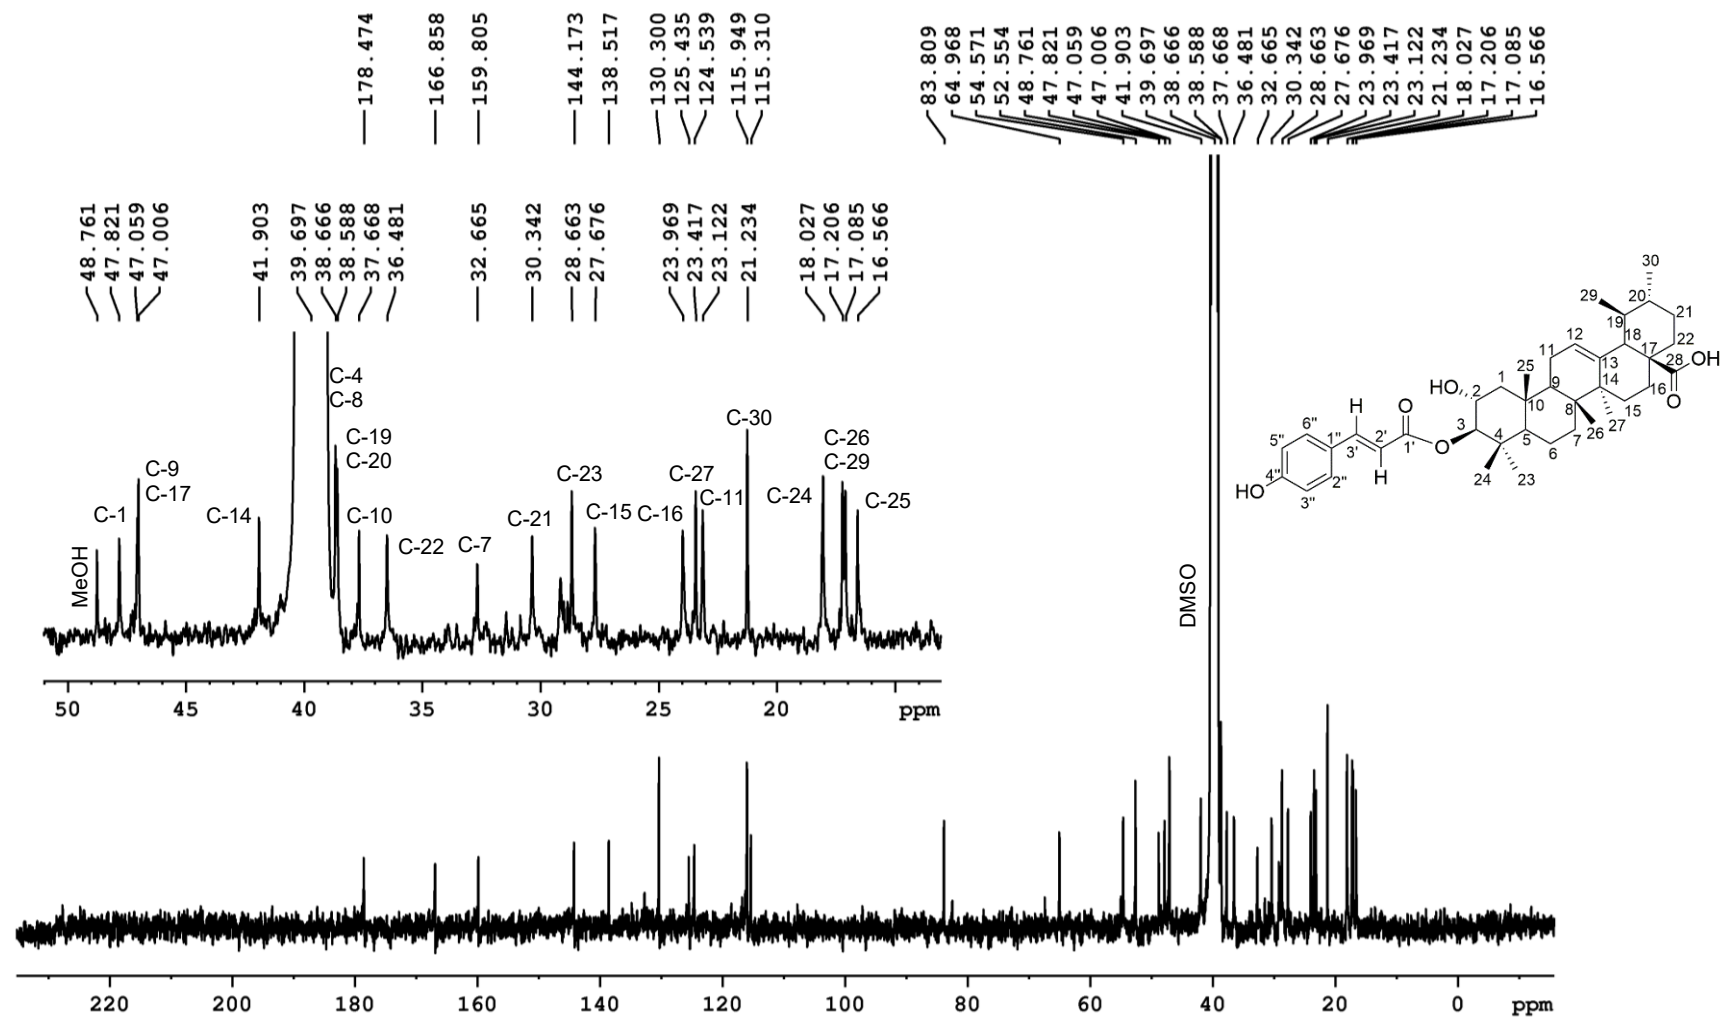 178.474
166.858
159.805
144.173
138.517
130.300
125.435
124.539
115.949
115.310
83.809
64.968
54.571
52.554
48.761
47.821
47.059
47.006
41.903
39.697
38.666
38.588
37.668
36.481
32.665
30.342
28.663
27.676
23.969
23.417
23.122
21.234
18.027
17.206
17.085
16.566
48.761
47.821
47.059
47.006
41.903
39.697
38.666
38.588
37.668
36.481
32.665
30.342
28.663
27.676
23.969
23.417
23.122
21.234
18.027
17.206
17.085
16.566
MeOH
C-1
C-9
C-17
C-14
C-4
C-8
C-19
C-20
C-10
C-22
C-7
C-21
C-23
C-15
C-16
C-27
C-11
C-30
C-24
C-26
C-29
C-25
50 45 40 35 30 25 20 ppm
DMSO
30
29 20 21
19
12 18 22
11 17
13 28 OH
25 14 16
HO 2 1 9 O
10 8 15
H O 3 26 27
6" 4 5 7
5" 1" 2' 6
3' 1' O
4" 2" H 24 23
HO 3"
220 200 180 160 140 120 100 80 60 40 20 0 ppm